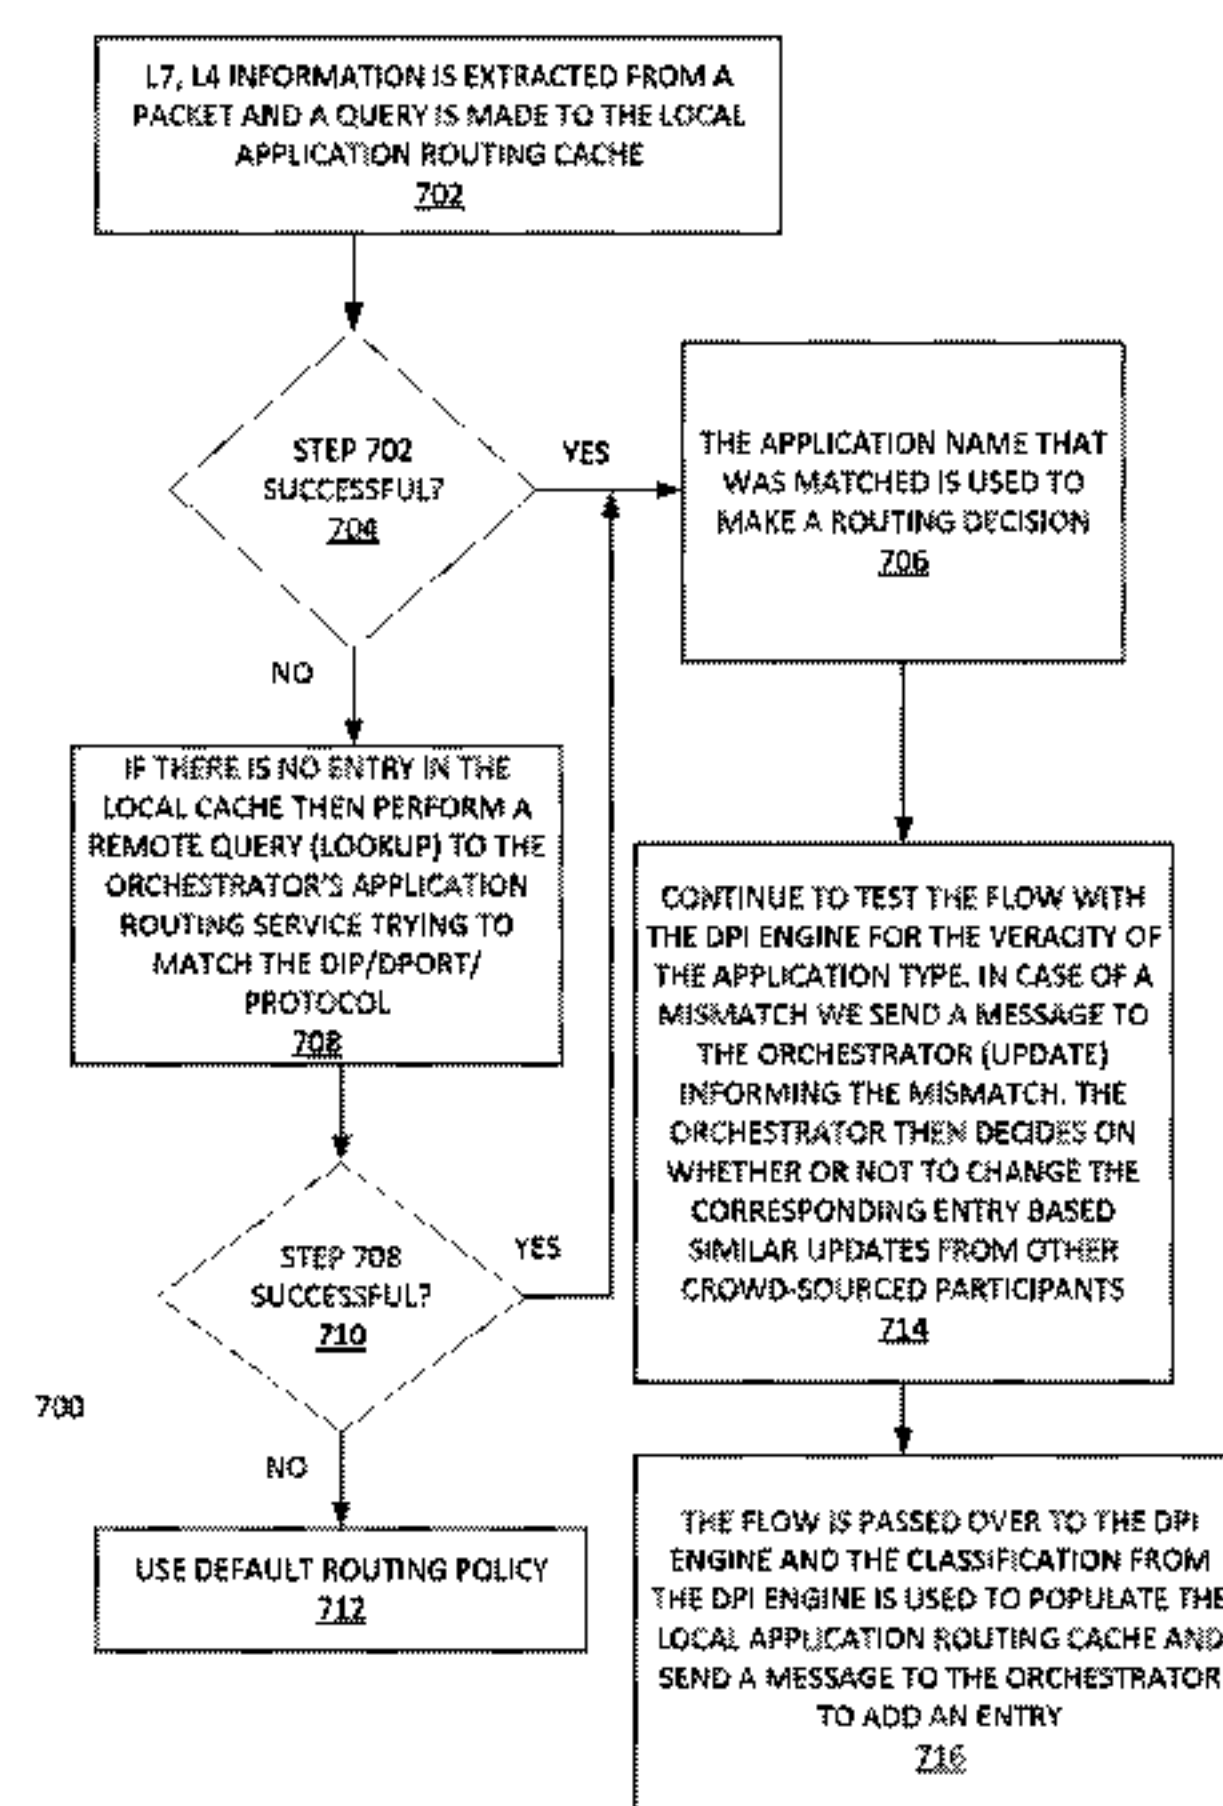 L7, L4 INFORMATION IS EXTRACTED FROM A
PACKET AND A QUERY IS MADE TO THE LOCAL
APPLICATION ROUTING CACHE
702
STEP 702
SUCCESSFUL?
704
YES
THE APPLICATION NAME THAT
WAS MATCHED IS USED TO
MAKE A ROUTING DECISION
706
NO
IF THERE IS NO ENTRY IN THE
LOCAL CACHE THEN PERFORM A
REMOTE QUERY (LOOKUP) TO THE
ORCHESTRATOR'S APPLICATION
ROUTING SERVICE TRYING TO
MATCH THE DIP/DPORT/
PROTOCOL
708
STEP 708
SUCCESSFUL?
710
YES
NO
USE DEFAULT ROUTING POLICY
712
CONTINUE TO TEST THE FLOW WITH
THE DPI ENGINE FOR THE VERACITY OF
THE APPLICATION TYPE. IN CASE OF A
MISMATCH WE SEND A MESSAGE TO
THE ORCHESTRATOR (UPDATE)
INFORMING THE MISMATCH. THE
ORCHESTRATOR THEN DECIDES ON
WHETHER OR NOT TO CHANGE THE
CORRESPONDING ENTRY BASED
SIMILAR UPDATES FROM OTHER
CROWD-SOURCED PARTICIPANTS
714
THE FLOW IS PASSED OVER TO THE DPI
ENGINE AND THE CLASSIFICATION FROM
THE DPI ENGINE IS USED TO POPULATE THE
LOCAL APPLICATION ROUTING CACHE AND
SEND A MESSAGE TO THE ORCHESTRATOR
TO ADD AN ENTRY
716
700